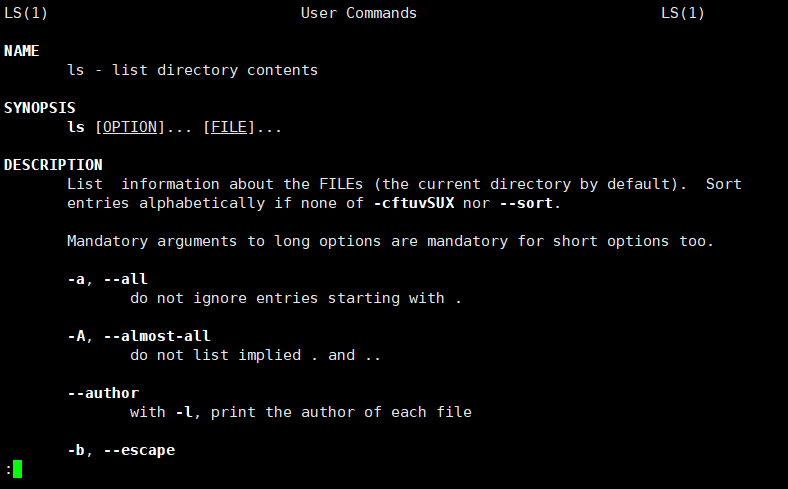 LS(1) User Commands LS(1)
NAME
ls - list directory contents
SYNOPSIS
ls [OPTION]... [FILE]...
DESCRIPTION
List  information about the FILEs (the current directory by default).  Sort
entries alphabetically if none of -cftuvSUX nor --sort.
Mandatory arguments to long options are mandatory for short options too.
-a, --all
do not ignore entries starting with .
-A, --almost-all
do not list implied . and ..
--author
with -l, print the author of each file
-b, --escape
: